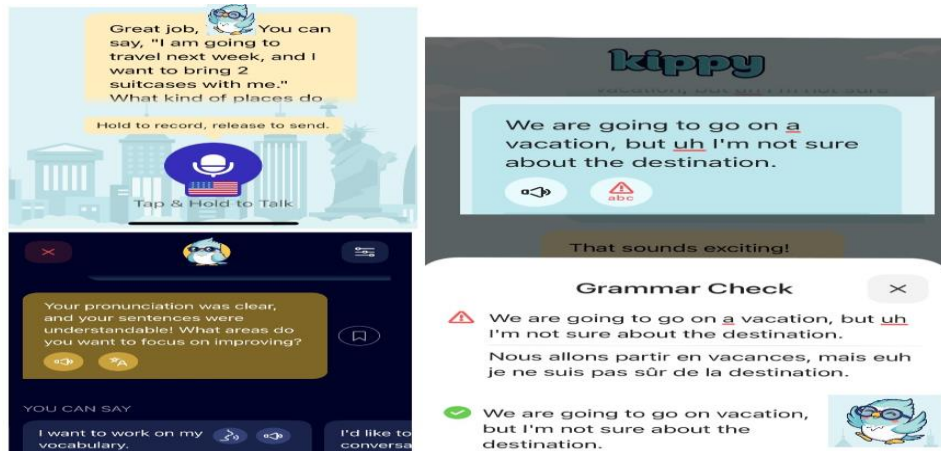 Great job, You can
say, "I am going to
travel next week, and I
want to bring 2
suitcases with me."
What kind of places do
Hold to record, release to send.
Tap & Hold to Talk
Your pronunciation was clear,
and your sentences were
understandable! What areas do
you want to focus on improving?
YOU CAN SAY
I want to work on my
vocabulary.
I'd like to
conversa
kippy
We are going to go on a
vacation, but uh I'm not sure
about the destination.
abc
That sounds exciting!
Grammar Check
We are going to go on a vacation, but uh
I'm not sure about the destination.
Nous allons partir en vacances, mais euh
je ne suis pas sûr de la destination.
We are going to go on vacation,
but I'm not sure about the
destination.